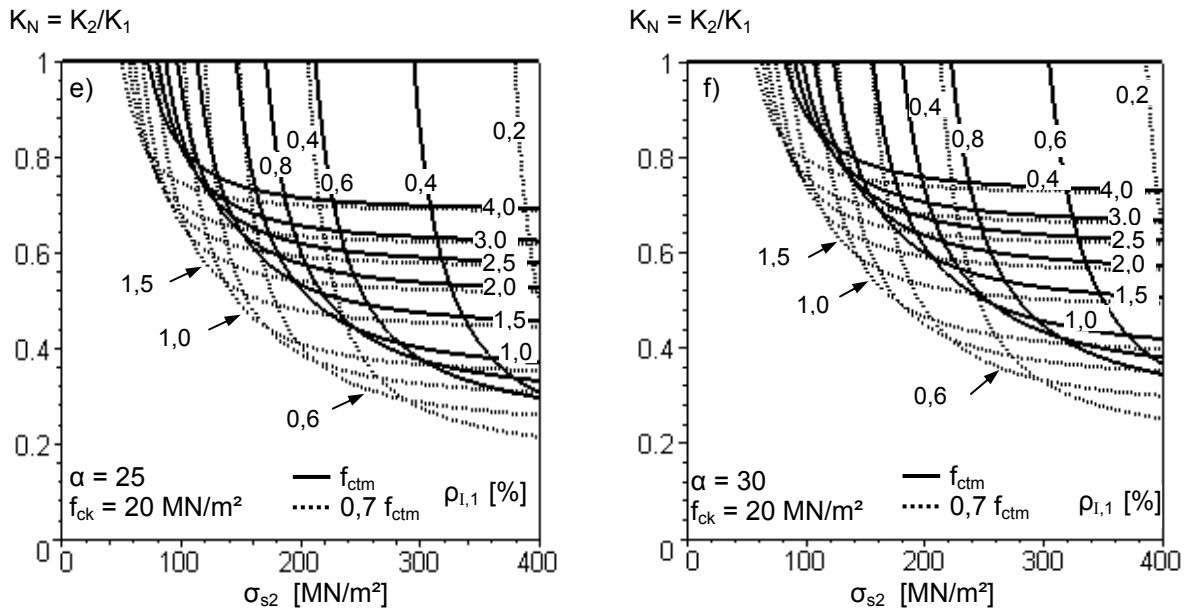 K_N = K_2/K_1
1
e)
0,2
0,4
0,8
0.8
0,6
0,4
4,0
3.0
0.6
2,5
2,0
1,5
1,5
1,0
1,0
0.4
0,6
0.2
α = 25
f_ck = 20 MN/m²
f_ctm
0,7 f_ctm
ρ_I,1 [%]
0
0 100 200 300 400
σ_s2 [MN/m²]
K_N = K_2/K_1
1
f)
0,2
0,4
0,8
0,6
0.8
0,4
4,0
3.0
2.5
0.6
2,0
1,5
1,5
1,0
1,0
0.4
0,6
0.2
α = 30
f_ck = 20 MN/m²
f_ctm
0,7 f_ctm
ρ_I,1 [%]
0
0 100 200 300 400
σ_s2 [MN/m²]